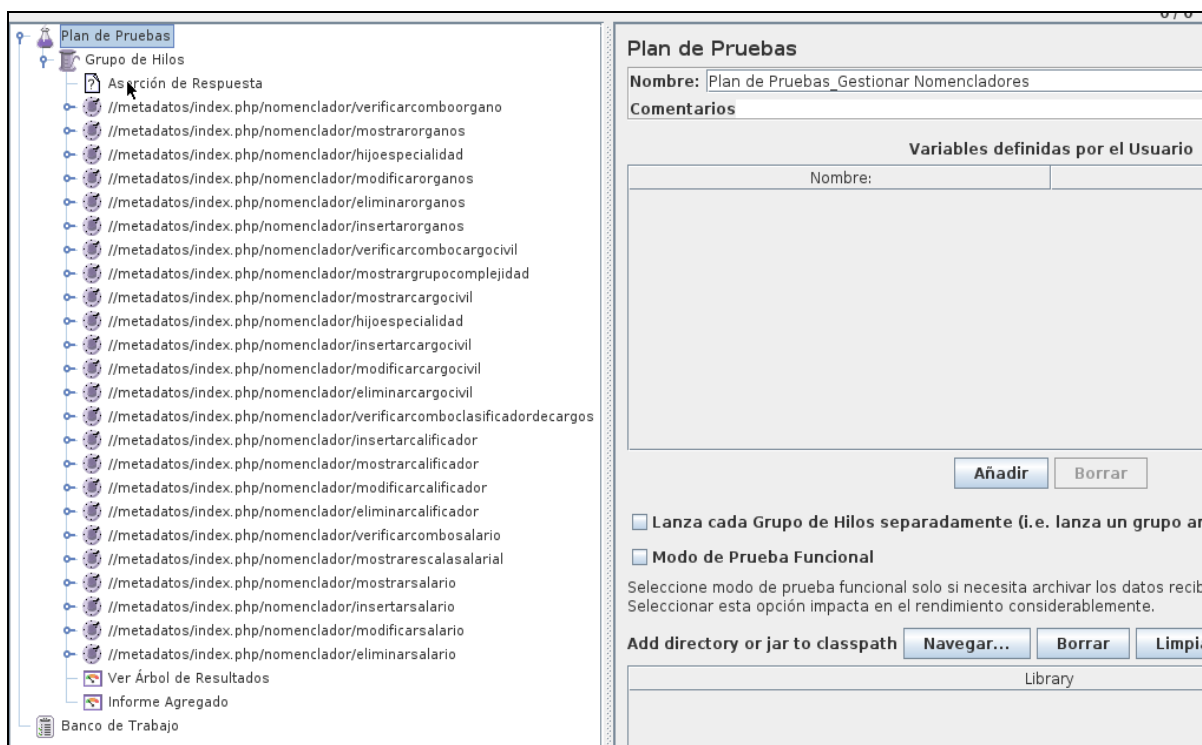 Plan de Pruebas
Grupo de Hilos
Aserción de Respuesta
//metadatos/index.php/nomenclador/verificarcomboorgano
//metadatos/index.php/nomenclador/mostrarorganos
//metadatos/index.php/nomenclador/hijoespecialidad
//metadatos/index.php/nomenclador/modificarorganos
//metadatos/index.php/nomenclador/eliminarorganos
//metadatos/index.php/nomenclador/insertarorganos
//metadatos/index.php/nomenclador/verificarcombocargocivil
//metadatos/index.php/nomenclador/mostrargrupocomplejidad
//metadatos/index.php/nomenclador/mostrarcargocivil
//metadatos/index.php/nomenclador/hijoespecialidad
//metadatos/index.php/nomenclador/insertarcargocivil
//metadatos/index.php/nomenclador/modificarcargocivil
//metadatos/index.php/nomenclador/eliminarcargocivil
//metadatos/index.php/nomenclador/verificarcomboclasificadordecargos
//metadatos/index.php/nomenclador/insertarcalificador
//metadatos/index.php/nomenclador/mostrarcalificador
//metadatos/index.php/nomenclador/modificarcalificador
//metadatos/index.php/nomenclador/eliminarcalificador
//metadatos/index.php/nomenclador/verificarcombosalario
//metadatos/index.php/nomenclador/mostrarescalasalarial
//metadatos/index.php/nomenclador/mostrarsalario
//metadatos/index.php/nomenclador/insertarsalario
//metadatos/index.php/nomenclador/modificarsalario
//metadatos/index.php/nomenclador/eliminarsalario
Ver Árbol de Resultados
Informe Agregado
Banco de Trabajo
Plan de Pruebas
Nombre: Plan de Pruebas_Gestionar Nomencladores
Comentarios
Variables definidas por el Usuario
Nombre:
Añadir Borrar
Lanza cada Grupo de Hilos separadamente (i.e. lanza un grupo
Modo de Prueba Funcional
Seleccione modo de prueba funcional solo si necesita archivar los datos
Seleccionar esta opción impacta en el rendimiento considerablemente.
Add directory or jar to classpath Navegar... Borrar
Library